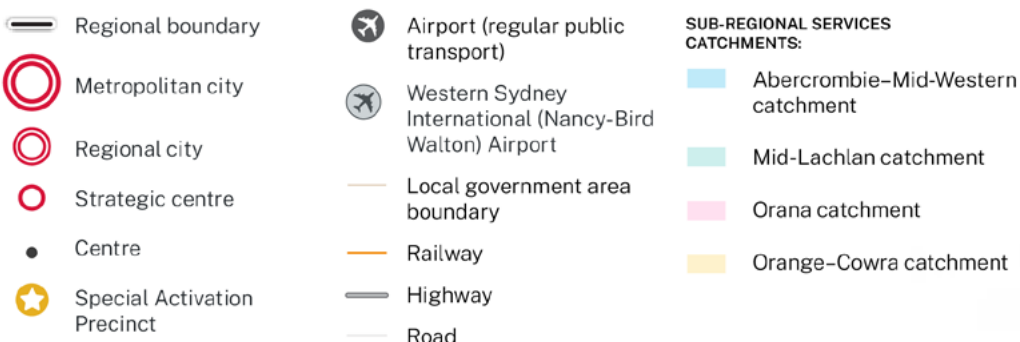 Regional boundary
Metropolitan city
Regional city
Strategic centre
Centre
Special Activation
Precinct
Airport (regular public
transport)
Western Sydney
International (Nancy-Bird
Walton) Airport
Local government area
boundary
Railway
Highway
Road
SUB-REGIONAL SERVICES
CATCHMENTS:
Abercrombie–Mid-Western
catchment
Mid-Lachlan catchment
Orana catchment
Orange–Cowra catchment